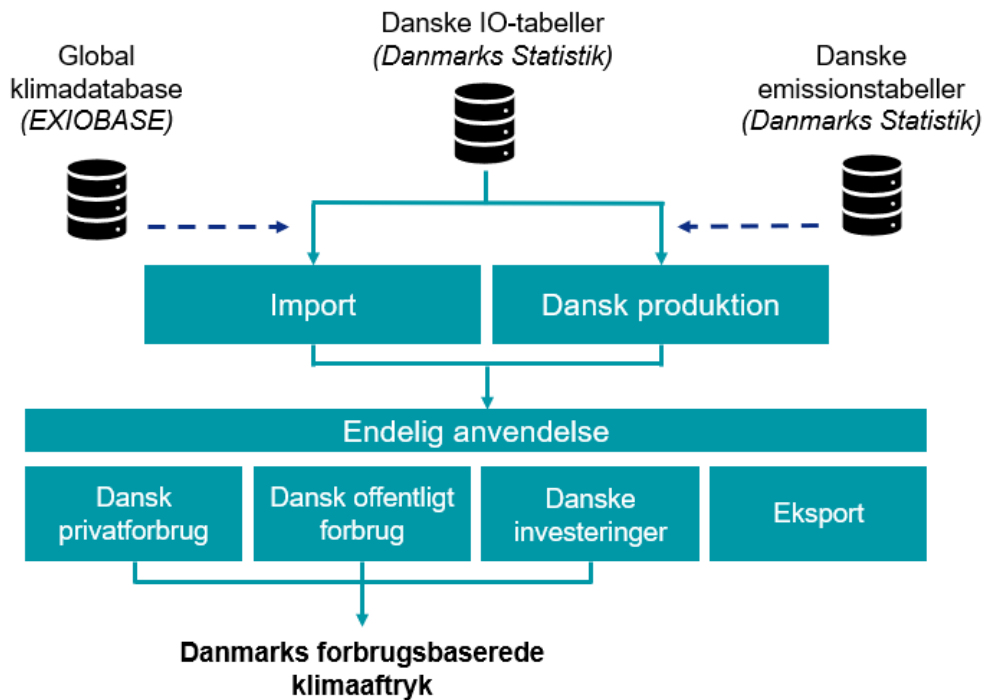 Danske IO-tabeller
(Danmarks Statistik)
Global
klimadatabase
(EXIOBASE)
Danske
emissionstabeller
(Danmarks Statistik)
Import
Dansk produktion
Endelig anvendelse
Dansk
privatforbrug
Dansk offentligt
forbrug
Danske
investeringer
Eksport
Danmarks forbrugsbaserede
klimaaftryk